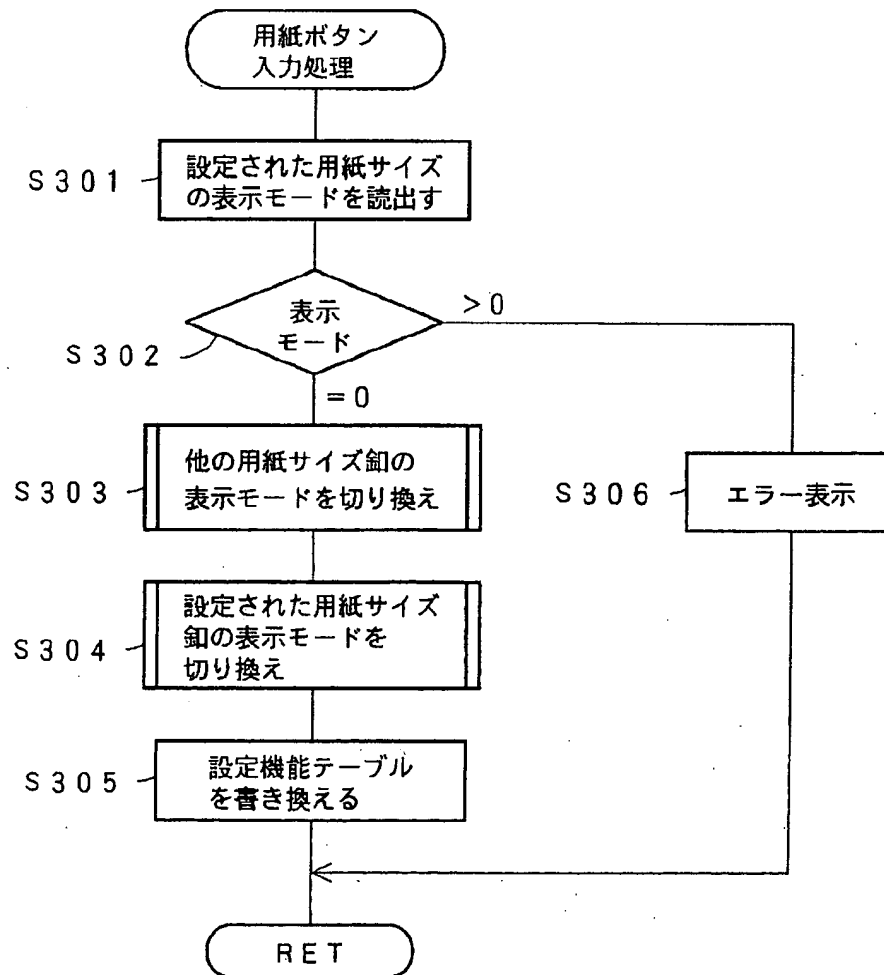 用紙ボタン
入力処理
S301
設定された用紙サイズ
の表示モードを読出す
表示
モード
>0
S302
=0
S303
他の用紙サイズ釦の
表示モードを切り換え
S306
エラー表示
S304
設定された用紙サイズ
釦の表示モードを
切り換え
S305
設定機能テーブル
を書き換える
RET